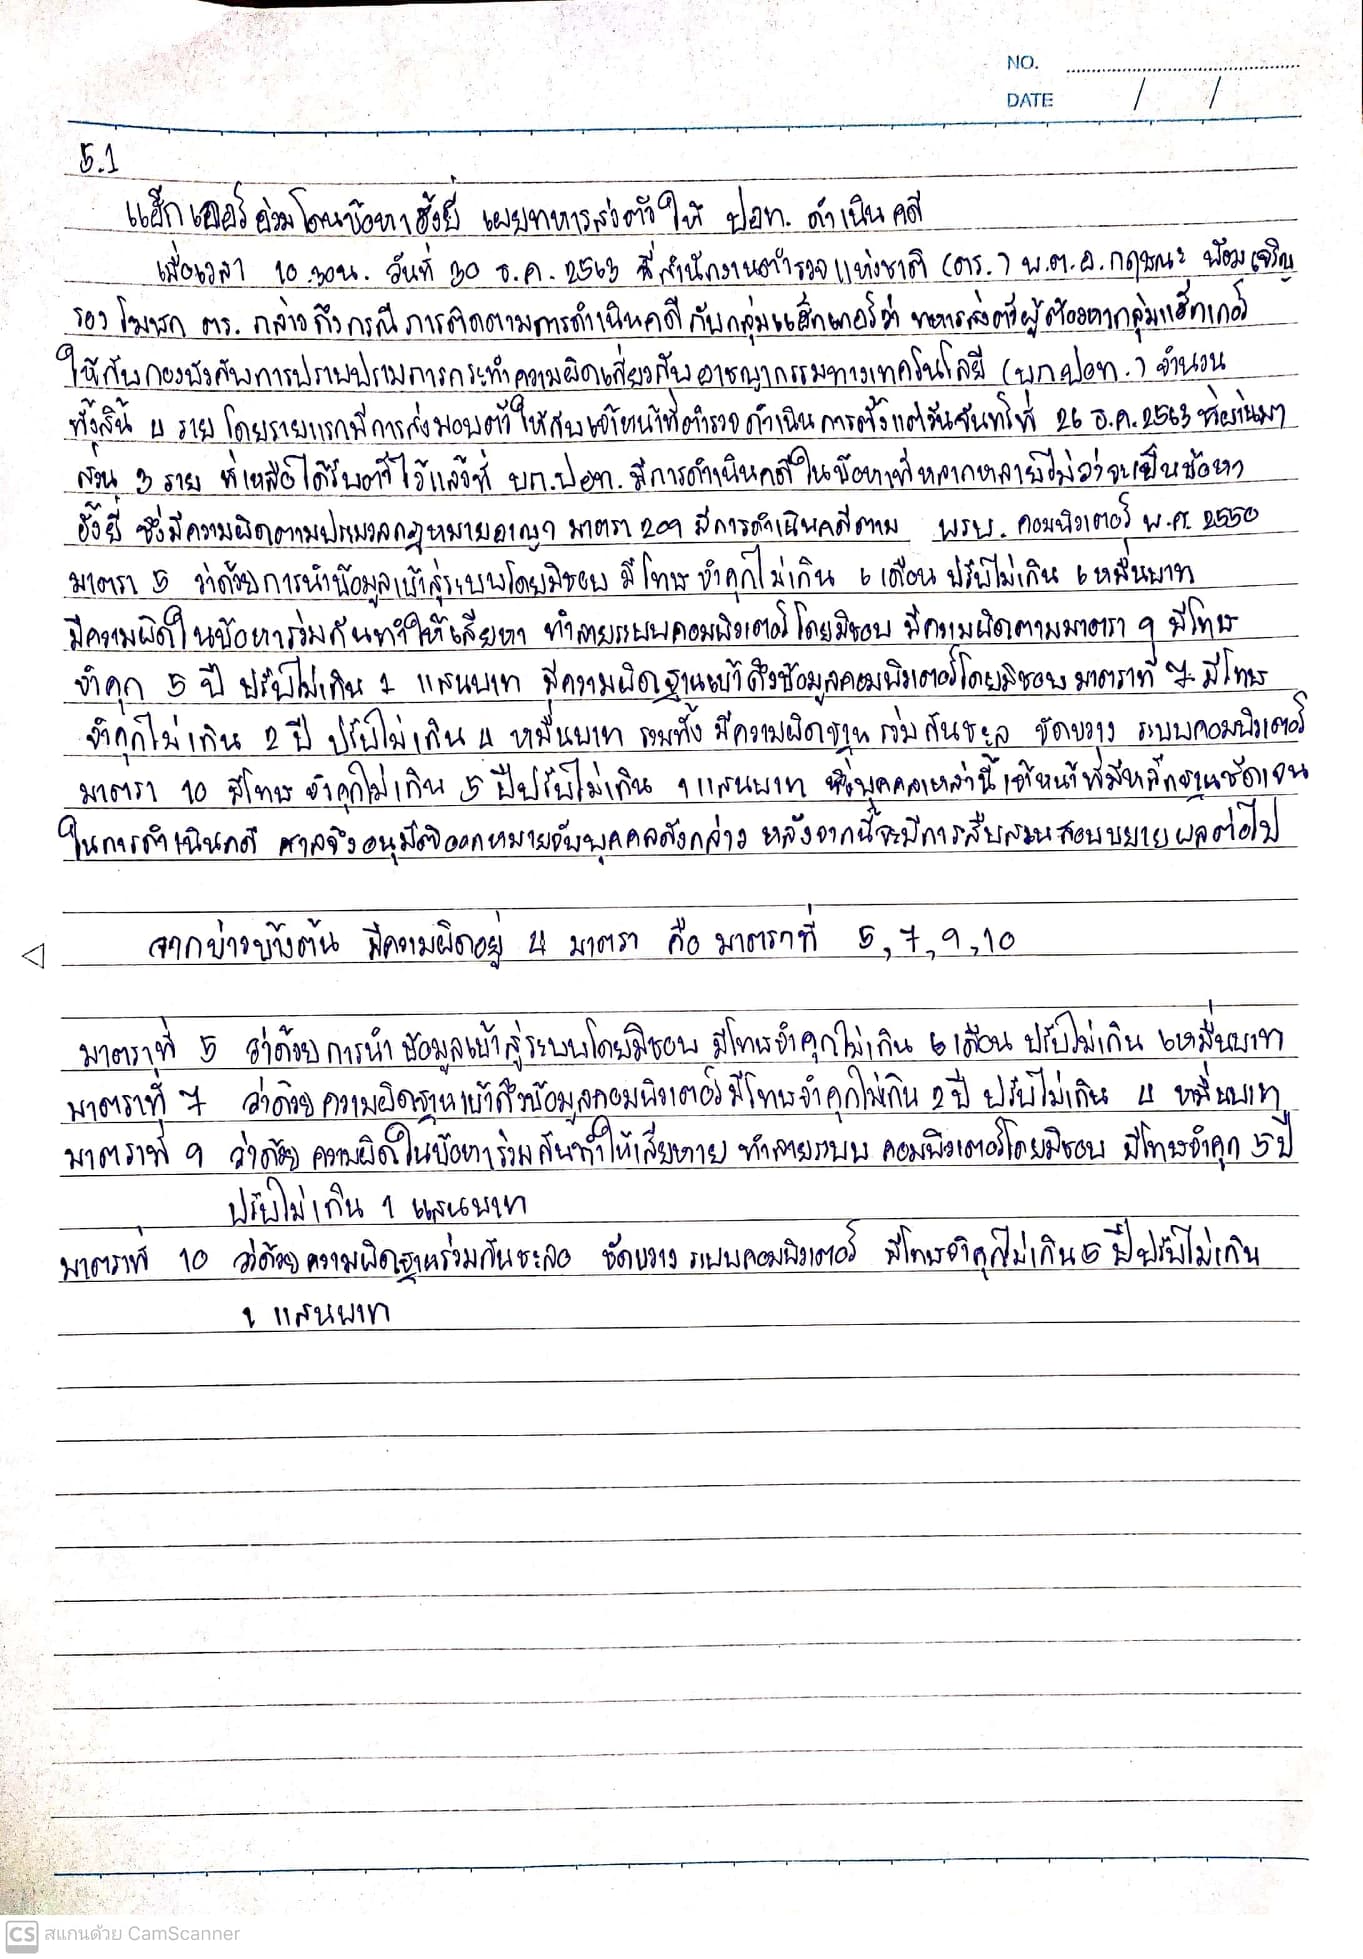 NO.
DATE / /
5.1
แฮ็กเกอร์อ่วมโดนข้อหาอั้งยี่ เผยทหารส่งตัวให้ ปอท. ดำเนินคดี
เมื่อเวลา 10.30น. วันที่ 30 ธ.ค. 2563 ที่สำนักงานตำรวจแห่งชาติ (ตร.) พ.ต.อ.กฤษณะ พัฒนเจริญ
รองโฆษก ตร. กล่าวถึงกรณีการติดตามการดำเนินคดีกับกลุ่มแฮ็กเกอร์ว่า ทหารส่งตัวผู้ต้องหากลุ่มแฮ็กเกอร์
ให้กับกองบังคับการปราบปรามการกระทำความผิดเกี่ยวกับอาชญากรรมทางเทคโนโลยี (บก.ปอท.) จำนวน
ทั้งสิ้น 4 ราย โดยรายแรกมีการส่งมอบตัวให้กับเจ้าหน้าที่ตำรวจดำเนินการตั้งแต่วันจันทร์ที่ 26 ธ.ค.2563 ที่ผ่านมา
ส่วน 3 ราย ที่เหลือได้รับตัวไว้แล้วที่ บก.ปอท. มีการดำเนินคดีในข้อหาที่หลากหลายไม่ว่าจะเป็นข้อหา
อั้งยี่ ซึ่งมีความผิดตามประมวลกฎหมายอาญา มาตรา 209 มีการดำเนินคดีตาม พรบ. คอมพิวเตอร์ พ.ศ. 2550
มาตรา 5 ว่าด้วยการนำข้อมูลเข้าสู่ระบบโดยมิชอบ มีโทษจำคุกไม่เกิน 6 เดือน ปรับไม่เกิน 6 หมื่นบาท
มีความผิดในข้อหาร่วมกันทำให้เสียหา ทำลายระบบคอมพิวเตอร์โดยมิชอบ มีความผิดตามมาตรา 9 มีโทษ
จำคุก 5 ปี ปรับไม่เกิน 1 แสนบาท มีความผิดฐานเข้าถึงข้อมูลคอมพิวเตอร์โดยมิชอบมาตราที่ 7 มีโทษ
จำคุกไม่เกิน 2 ปี ปรับไม่เกิน 4 หมื่นบาท รวมทั้ง มีความผิดฐานร่วมกันชะลอ ขัดขวาง ระบบคอมพิวเตอร์
มาตรา 10 มีโทษจำคุกไม่เกิน 5 ปีปรับไม่เกิน 1 แสนบาท ซึ่งบุคคลเหล่านี้เจ้าหน้าที่มีหลักฐานชัดเจน
ในการดำเนินคดี ศาลจึงอนุมัติออกหมายจับบุคคลดังกล่าว หลังจากนี้จะมีการสืบสวนสอบขยายผลต่อไป
จากข่าวข้างต้น มีความผิดอยู่ 4 มาตรา คือ มาตราที่ 5,7,9,10
มาตราที่ 5 ว่าด้วยการนำข้อมูลเข้าสู่ระบบโดยมิชอบ มีโทษจำคุกไม่เกิน 6 เดือน ปรับไม่เกิน 6หมื่นบาท
มาตราที่ 7 ว่าด้วยความผิดฐานเข้าถึงข้อมูลคอมพิวเตอร์มีโทษจำคุกไม่เกิน 2 ปี ปรับไม่เกิน 4 หมื่นบาท
มาตราที่ 9 ว่าด้วย ความผิดในข้อหาร่วมกันทำให้เสียหาย ทำลายระบบ คอมพิวเตอร์โดยมิชอบ มีโทษจำคุก 5 ปี
ปรับไม่เกิน 1 แสนบาท
มาตราที่ 10 ว่าด้วยความผิดฐานร่วมกันชะลอ ขัดขวาง ระบบคอมพิวเตอร์ มีโทษจำคุกไม่เกิน 5 ปี ปรับไม่เกิน
1 แสนบาท
CS สแกนด้วย CamScanner